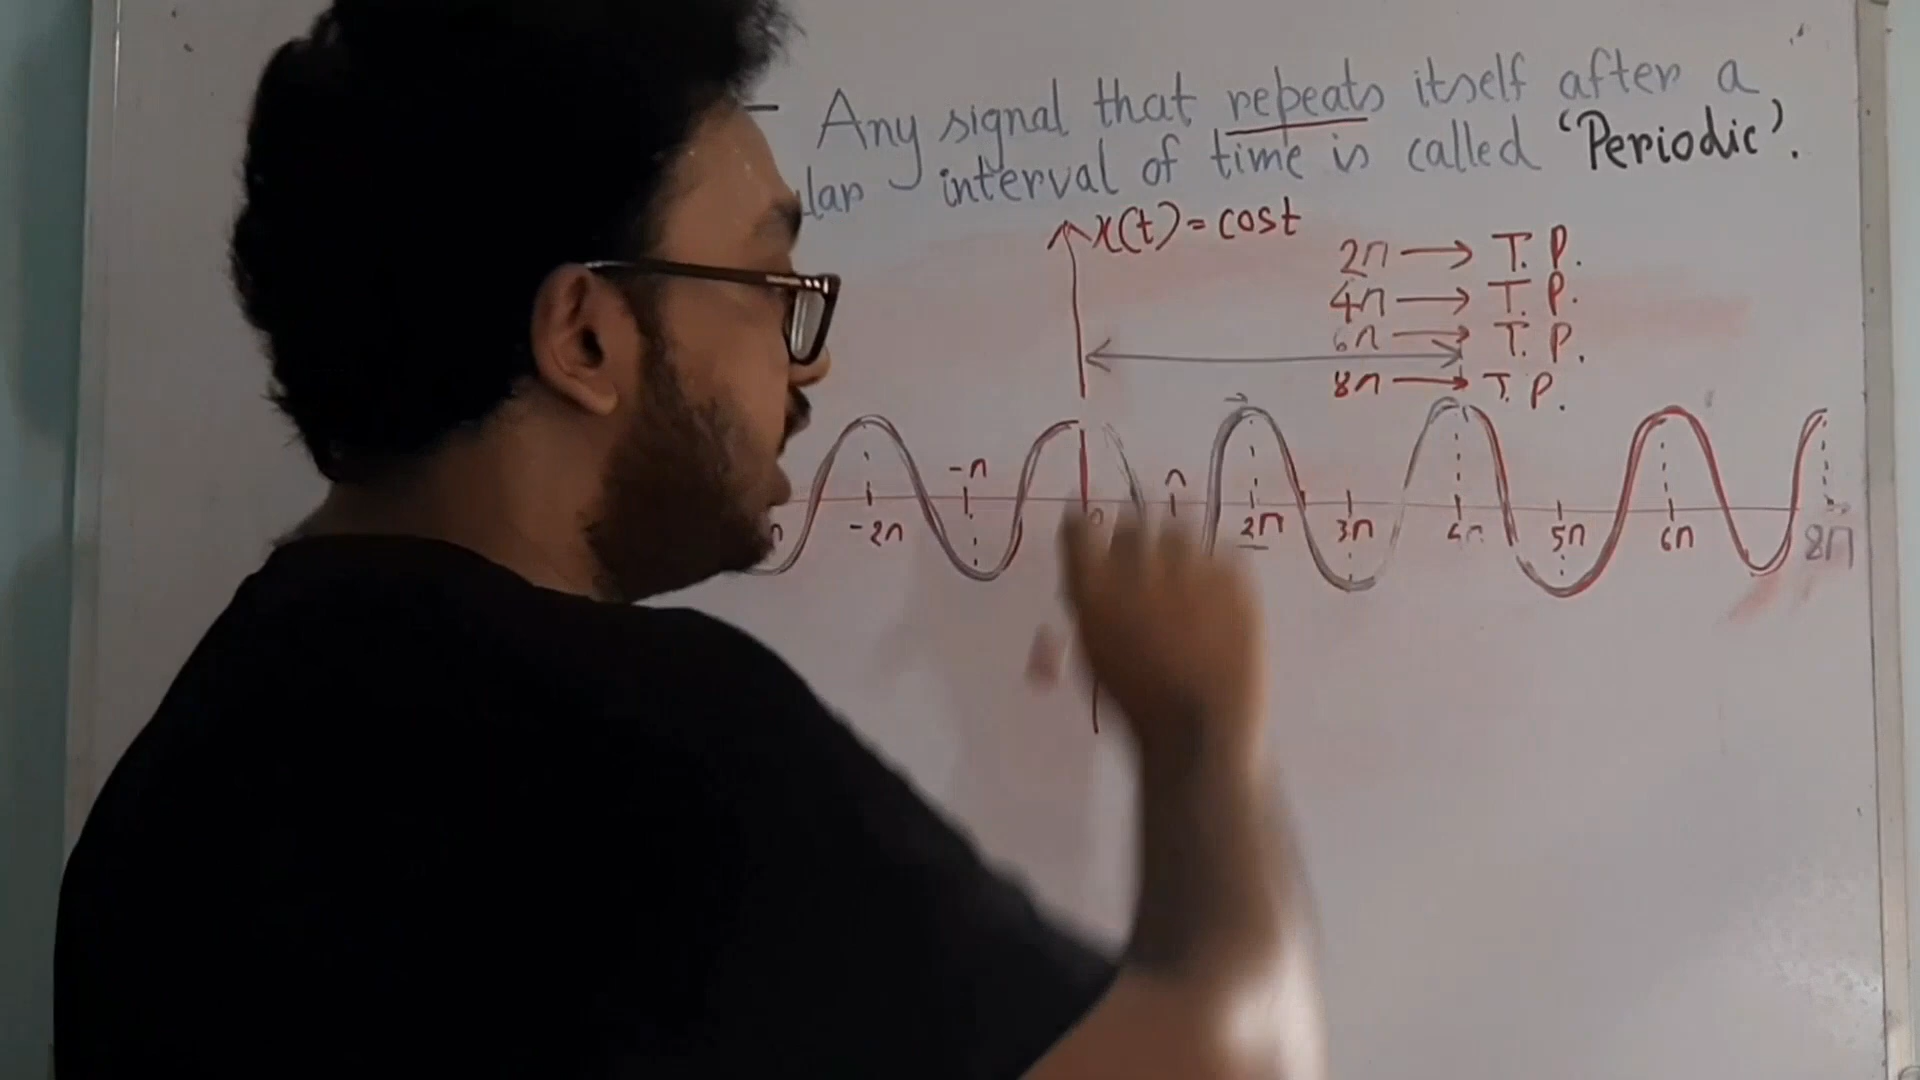 - Any signal that repeats itself after a
lar interval of time is called 'Periodic'.
x(t) = cost
2π → T.P.
4π → T.P.
6π → T.P.
8π → T.P.
-2π -π 0 π 2π 3π 4π 5π 6π 8π